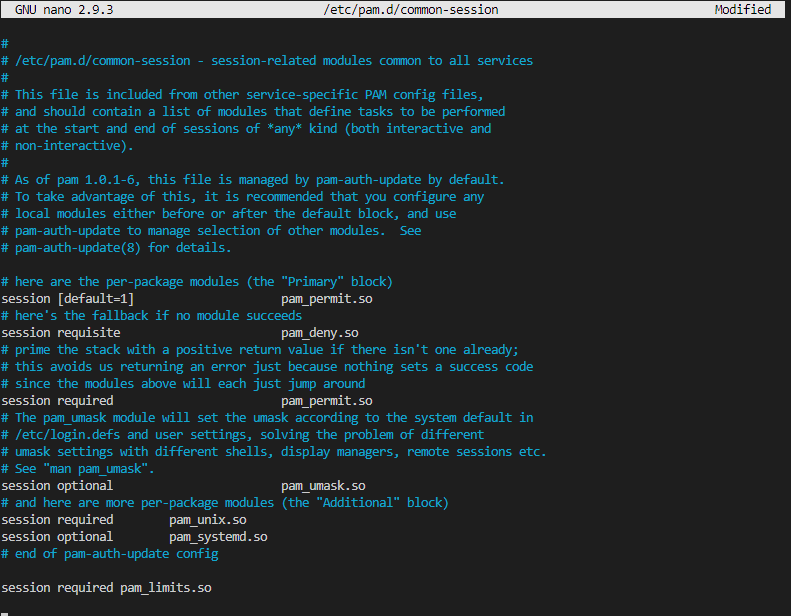 GNU nano 2.9.3 /etc/pam.d/common-session Modified
#
# /etc/pam.d/common-session - session-related modules common to all services
#
# This file is included from other service-specific PAM config files,
# and should contain a list of modules that define tasks to be performed
# at the start and end of sessions of *any* kind (both interactive and
# non-interactive).
#
# As of pam 1.0.1-6, this file is managed by pam-auth-update by default.
# To take advantage of this, it is recommended that you configure any
# local modules either before or after the default block, and use
# pam-auth-update to manage selection of other modules.  See
# pam-auth-update(8) for details.
# here are the per-package modules (the "Primary" block)
session [default=1] pam_permit.so
# here's the fallback if no module succeeds
session requisite pam_deny.so
# prime the stack with a positive return value if there isn't one already;
# this avoids us returning an error just because nothing sets a success code
# since the modules above will each just jump around
session required pam_permit.so
# The pam_umask module will set the umask according to the system default in
# /etc/login.defs and user settings, solving the problem of different
# umask settings with different shells, display managers, remote sessions etc.
# See "man pam_umask".
session optional pam_umask.so
# and here are more per-package modules (the "Additional" block)
session required pam_unix.so
session optional pam_systemd.so
# end of pam-auth-update config
session required pam_limits.so